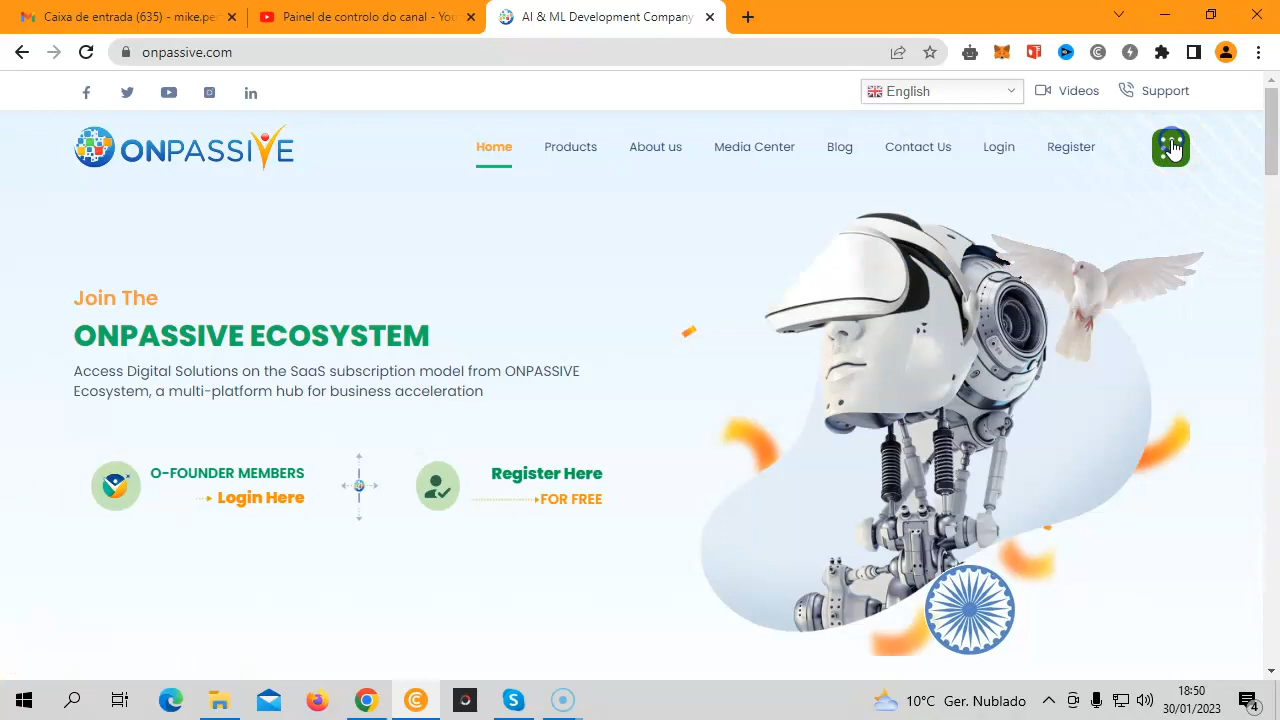 Caixa de entrada (635) - mike.pe
Painel de controlo do canal - You
AI & ML Development Company
onpassive.com
English
Videos
Support
ONPASSIVE
Home
Products
About us
Media Center
Blog
Contact Us
Login
Register
Join The
ONPASSIVE ECOSYSTEM
Access Digital Solutions on the SaaS subscription model from ONPASSIVE
Ecosystem, a multi-platform hub for business acceleration
O-FOUNDER MEMBERS
Login Here
Register Here
FOR FREE
10°C Ger. Nublado
18:50
30/01/2023
4